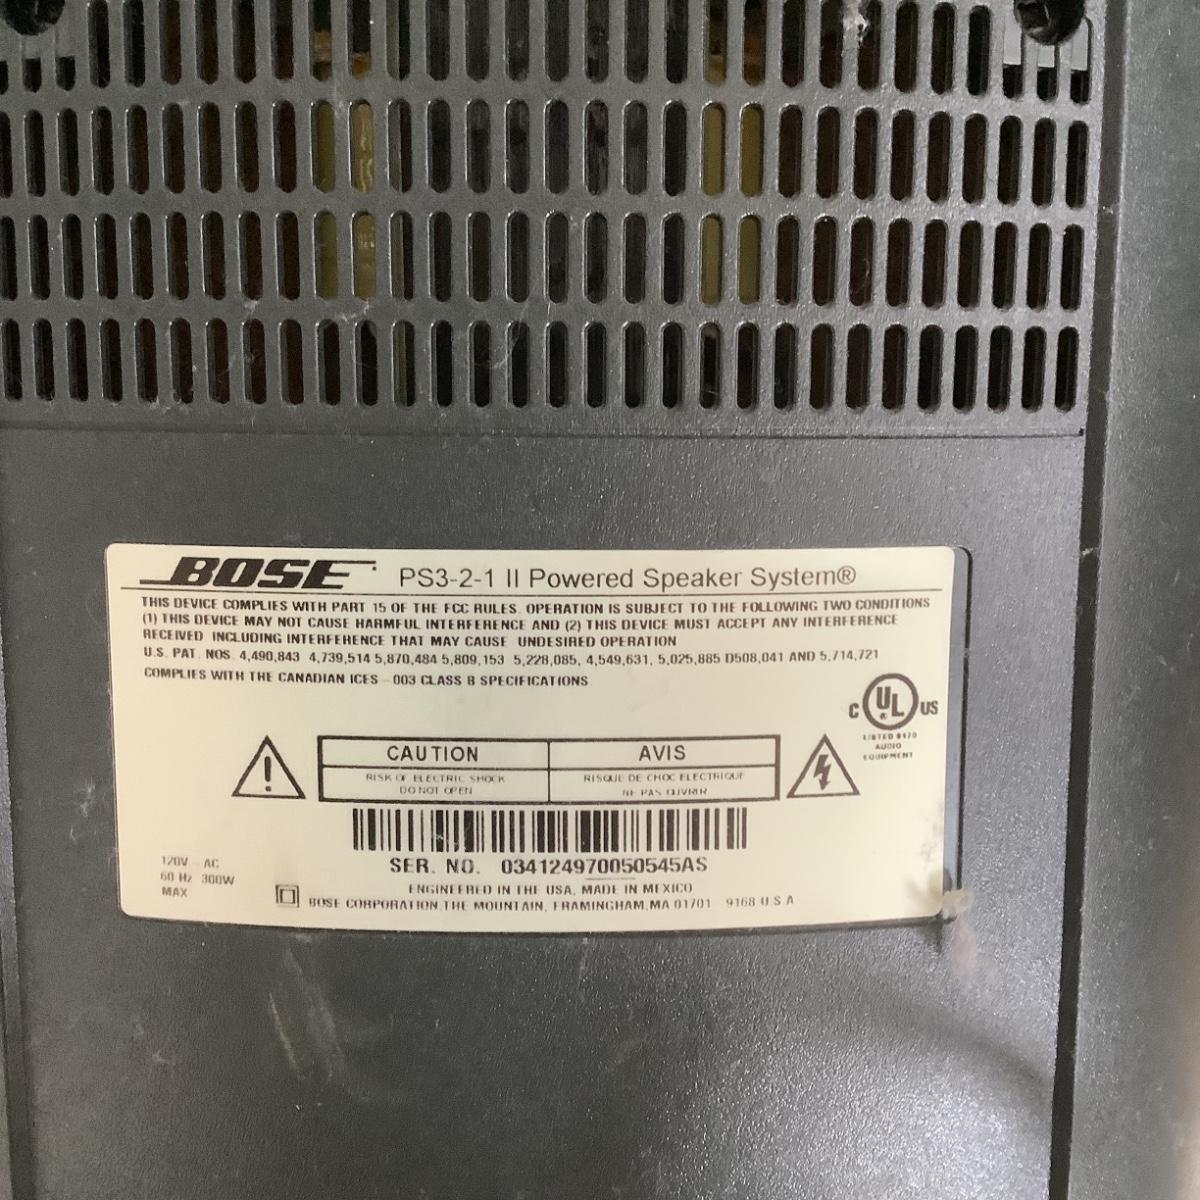 BOSE PS3-2-1 II Powered Speaker System®
THIS DEVICE COMPLIES WITH PART 15 OF THE FCC RULES. OPERATION IS SUBJECT TO THE FOLLOWING TWO CONDITIONS
(1) THIS DEVICE MAY NOT CAUSE HARMFUL INTERFERENCE AND (2) THIS DEVICE MUST ACCEPT ANY INTERFERENCE
RECEIVED INCLUDING INTERFERENCE THAT MAY CAUSE UNDESIRED OPERATION
U.S. PAT. NOS. 4,490,843 4,739,514 5,870,484 5,809,153 5,228,085, 4,549,631, 5,025,885 D508,041 AND 5,714,721
COMPLIES WITH THE CANADIAN ICES - 003 CLASS B SPECIFICATIONS
C UL US
LISTED 9170
AUDIO
EQUIPMENT
CAUTION AVIS
RISK OF ELECTRIC SHOCK RISQUE DE CHOC ELECTRIQUE
DO NOT OPEN NE PAS OUVRIR
SER. NO. 034124970050545AS
120V - AC
60 Hz 300W
MAX
ENGINEERED IN THE USA, MADE IN MEXICO
BOSE CORPORATION, THE MOUNTAIN, FRAMINGHAM, MA 01701 - 9168 U.S.A